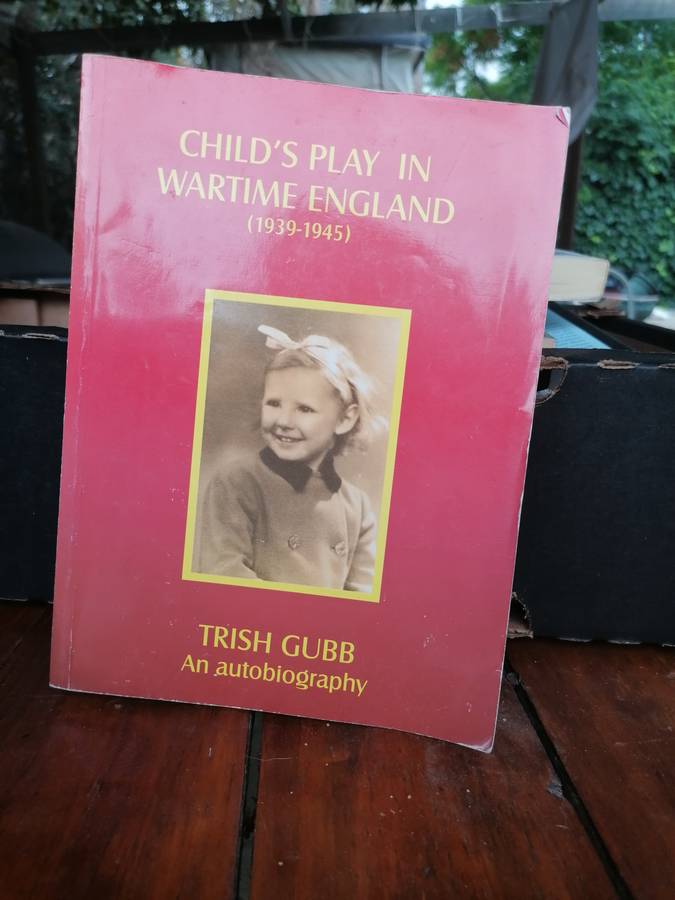 CHILD'S PLAY IN
WARTIME ENGLAND
(1939-1945)
TRISH GUBB
An autobiography